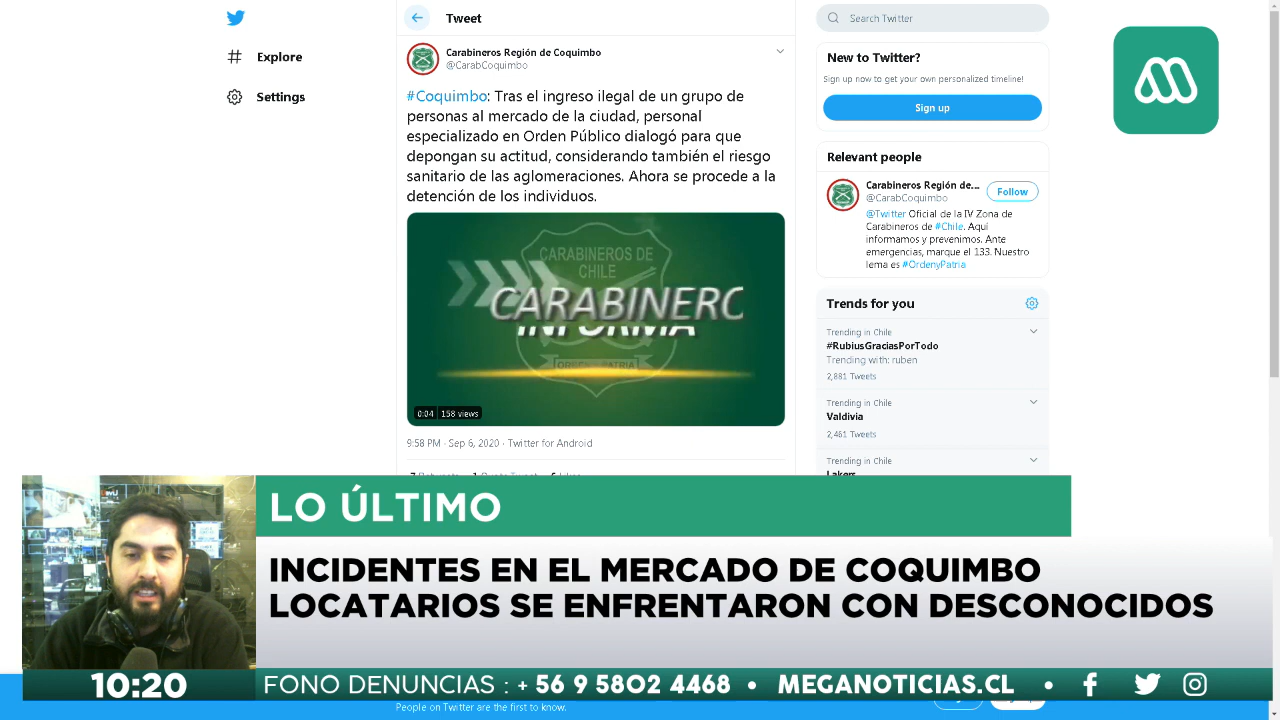 Tweet
Search Twitter
Explore
Settings
Carabineros Región de Coquimbo
@CarabCoquimbo
#Coquimbo: Tras el ingreso ilegal de un grupo de
personas al mercado de la ciudad, personal
especializado en Orden Público dialogó para que
depongan su actitud, considerando también el riesgo
sanitario de las aglomeraciones. Ahora se procede a la
detención de los individuos.
CARABINEROS DE
CHILE
CARABINERO
INFORMA
ORDEN Y PATRIA
0:04 158 views
9:58 PM · Sep 6, 2020 · Twitter for Android
New to Twitter?
Sign up now to get your own personalized timeline!
Sign up
Relevant people
Carabineros Región de...
@CarabCoquimbo
Follow
@Twitter Oficial de la IV Zona de
Carabineros de #Chile. Aquí
informamos y prevenimos. Ante
emergencias, marque el 133. Nuestro
lema es #OrdenyPatria
Trends for you
Trending in Chile
#RubiusGraciasPorTodo
Trending with: ruben
2,881 Tweets
Trending in Chile
Valdivia
2,461 Tweets
Trending in Chile
Lakers
LO ÚLTIMO
INCIDENTES EN EL MERCADO DE COQUIMBO
LOCATARIOS SE ENFRENTARON CON DESCONOCIDOS
10:20
FONO DENUNCIAS : + 56 9 5802 4468 • MEGANOTICIAS.CL •
People on Twitter are the first to know.